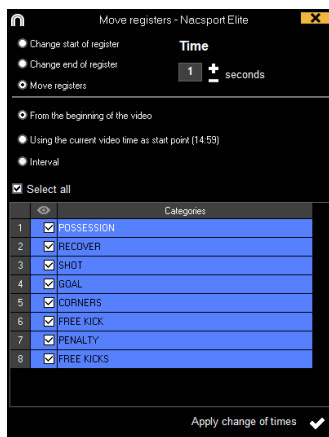 Move registers - Nacsport Elite
Change start of register
Time
Change end of register
1 seconds
Move registers
From the beginning of the video
Using the current video time as start point (14:59)
Interval
Select all
Categories
1 POSSESSION
2 RECOVER
3 SHOT
4 GOAL
5 CORNERS
6 FREE KICK
7 PENALTY
8 FREE KICKS
Apply change of times